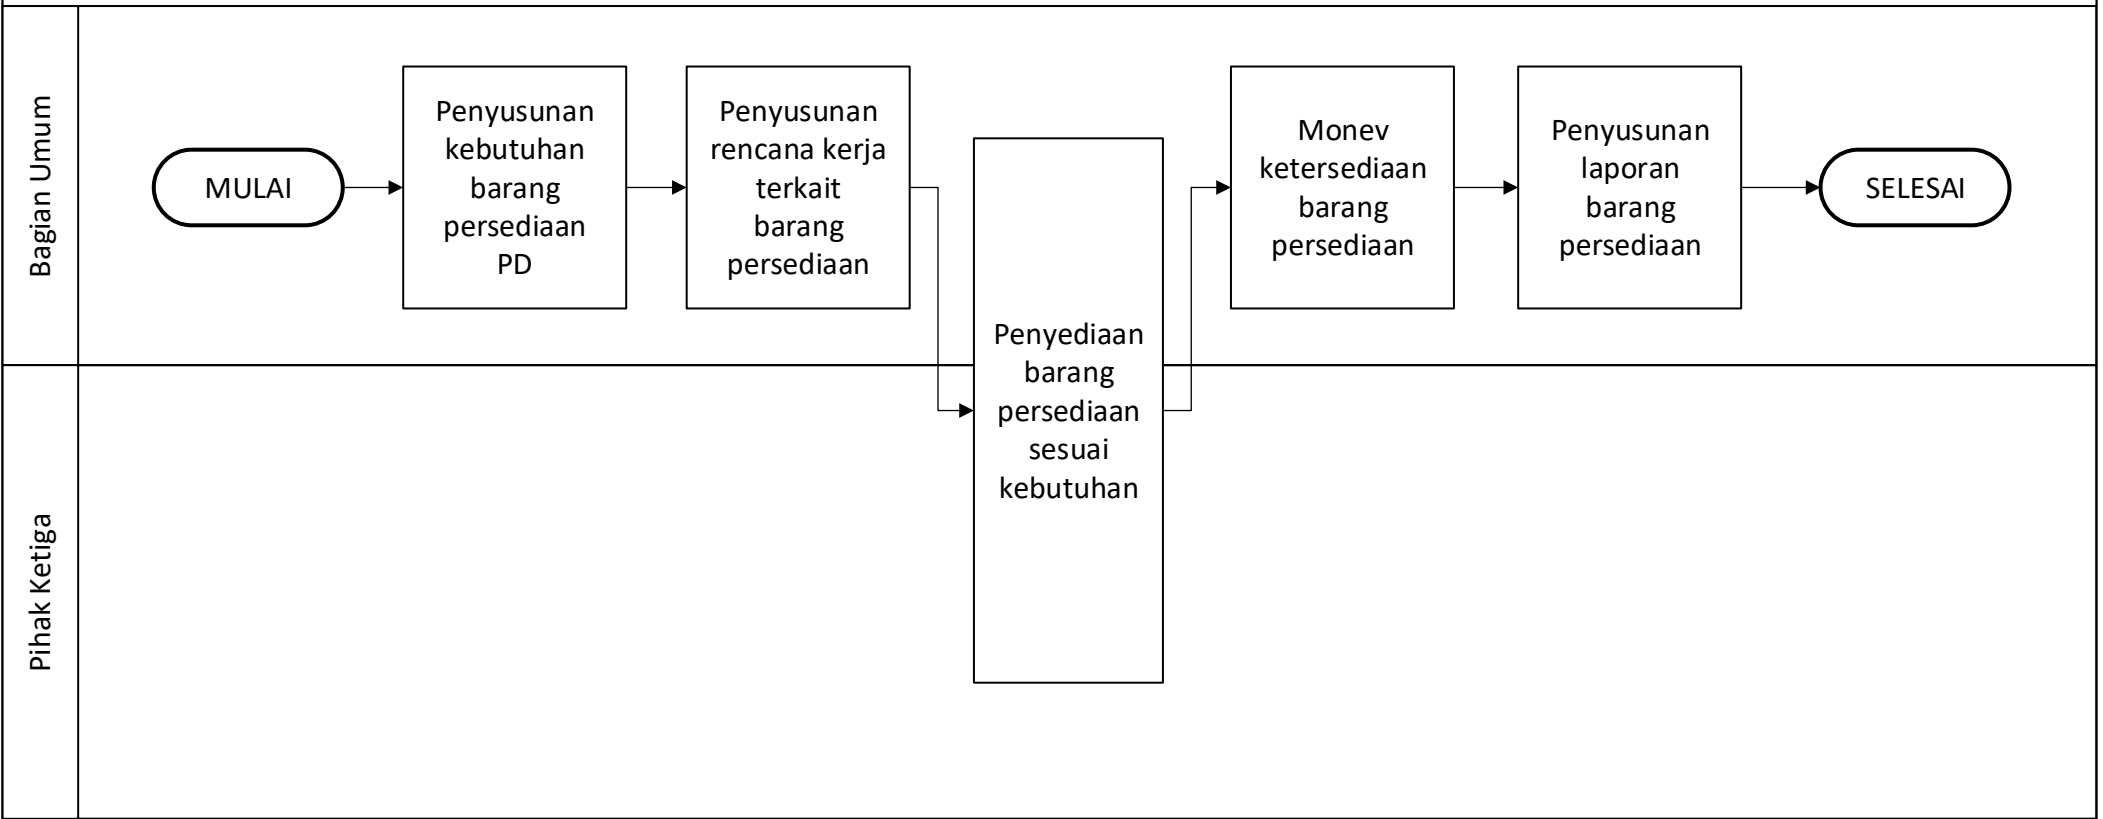 Bagian Umum
MULAI
Penyusunan
kebutuhan
barang
persediaan
PD
Penyusunan
rencana kerja
terkait
barang
persediaan
Penyediaan
barang
persediaan
sesuai
kebutuhan
Monev
ketersediaan
barang
persediaan
Penyusunan
laporan
barang
persediaan
SELESAI
Pihak Ketiga